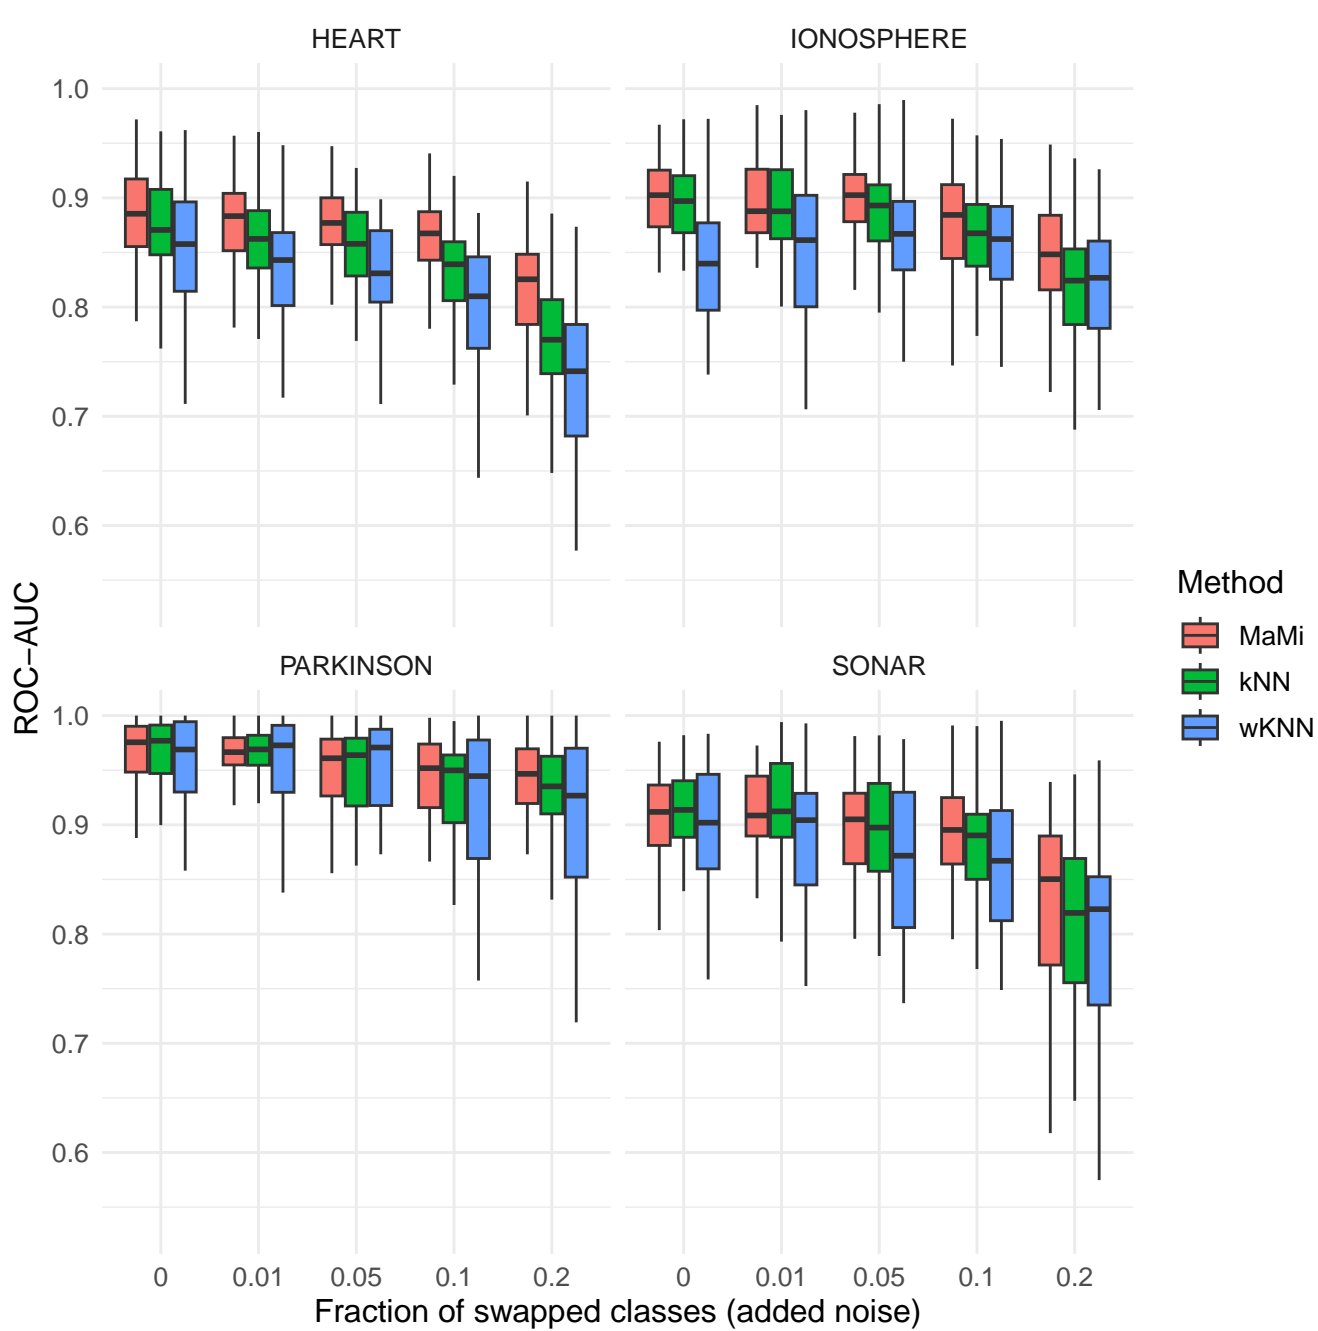 HEART
IONOSPHERE
1.0
0.9
0.8
0.7
0.6
ROC−AUC
PARKINSON
SONAR
1.0
0.9
0.8
0.7
0.6
0 0.01 0.05 0.1 0.2
0 0.01 0.05 0.1 0.2
Fraction of swapped classes (added noise)
Method
MaMi
kNN
wKNN